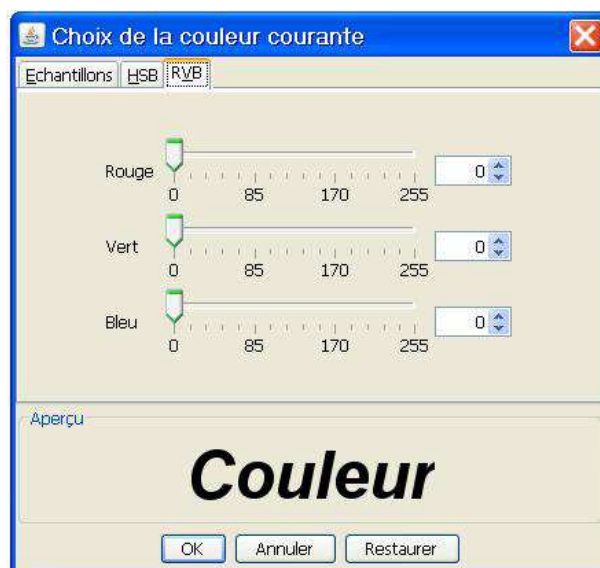 Choix de la couleur courante
Echantillons HSB RVB
Rouge 0
0 85 170 255
Vert 0
0 85 170 255
Bleu 0
0 85 170 255
Aperçu
Couleur
OK Annuler Restaurer